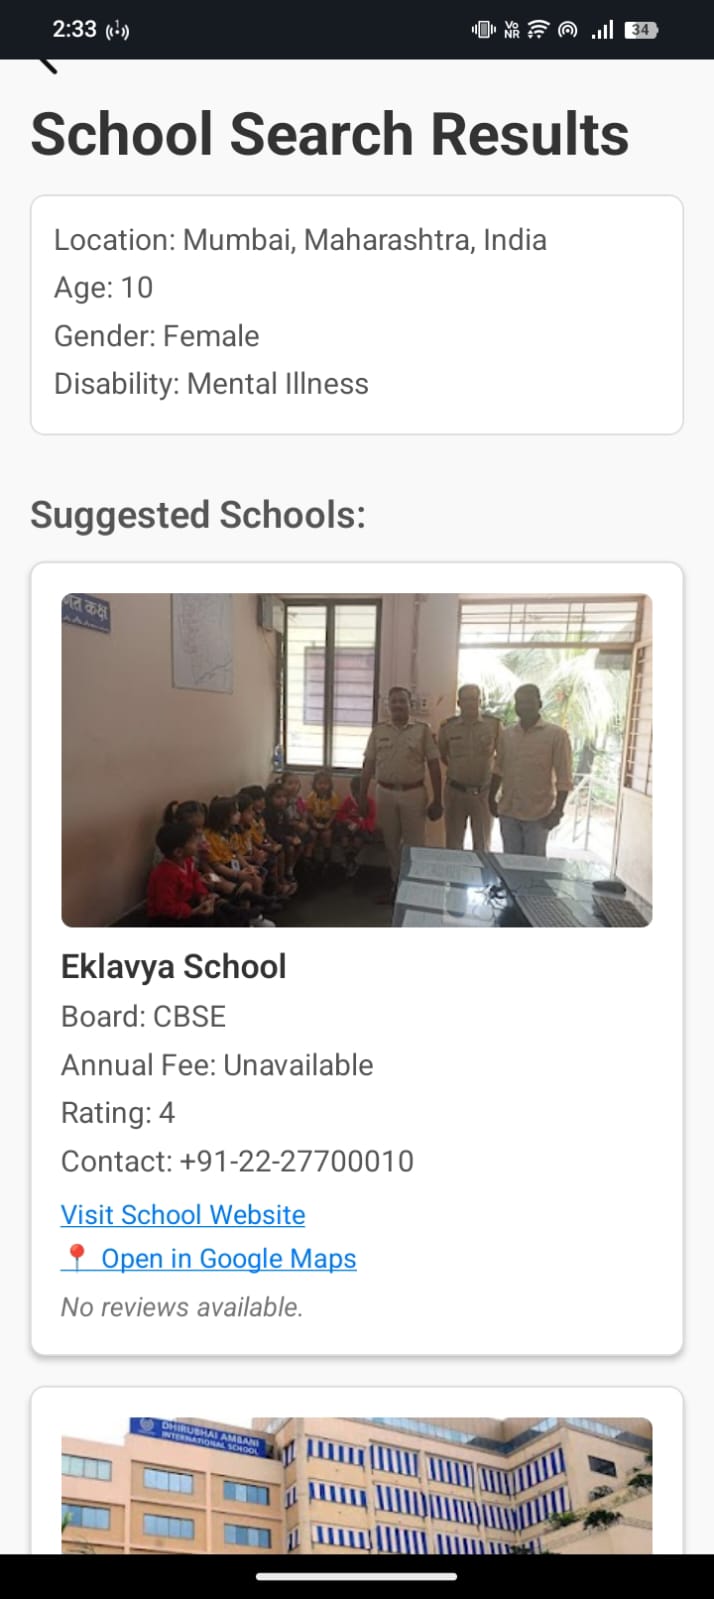 2:33
Vo
NR
34
School Search Results
Location: Mumbai, Maharashtra, India
Age: 10
Gender: Female
Disability: Mental Illness
Suggested Schools:
कक्ष
Eklavya School
Board: CBSE
Annual Fee: Unavailable
Rating: 4
Contact: +91-22-27700010
Visit School Website
📍 Open in Google Maps
No reviews available.
DHIRUBHAI AMBANI
INTERNATIONAL SCHOOL